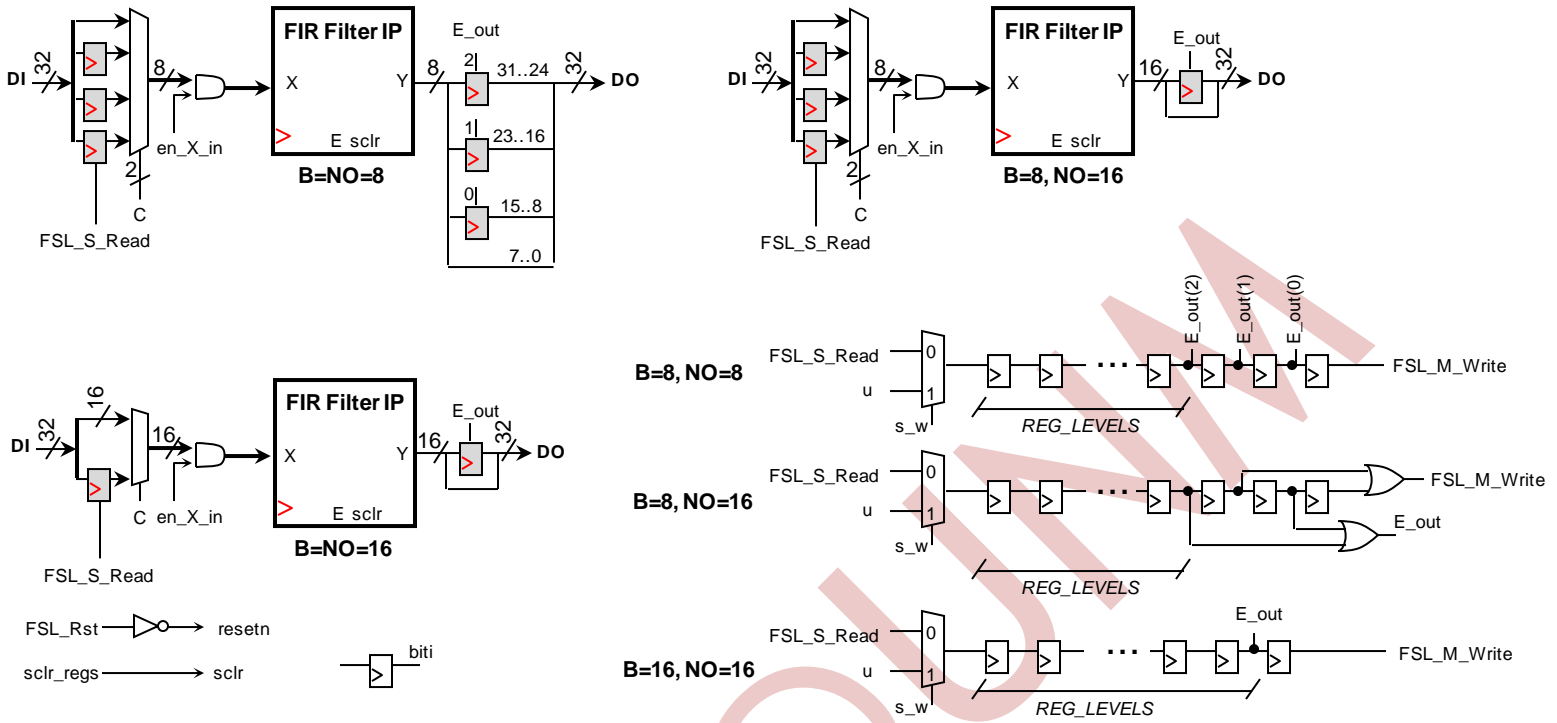 FIR Filter IP
DI
32
8
en_X_in
2
C
FSL_S_Read
X
Y
E sclr
B=NO=8
8
E_out
2
31..24
1
23..16
0
15..8
7..0
32
DO
FIR Filter IP
DI
32
8
en_X_in
2
C
FSL_S_Read
X
Y
E sclr
B=8, NO=16
16
E_out
32
DO
FIR Filter IP
DI
32
16
16
C
en_X_in
FSL_S_Read
X
Y
E sclr
B=NO=16
16
E_out
32
DO
FSL_Rst
resetn
sclr_regs
sclr
biti
B=8, NO=8
FSL_S_Read
0
u
1
s_w
REG_LEVELS
E_out(2)
E_out(1)
E_out(0)
FSL_M_Write
B=8, NO=16
FSL_S_Read
0
u
1
s_w
REG_LEVELS
FSL_M_Write
E_out
B=16, NO=16
FSL_S_Read
0
u
1
s_w
REG_LEVELS
E_out
FSL_M_Write
UNM